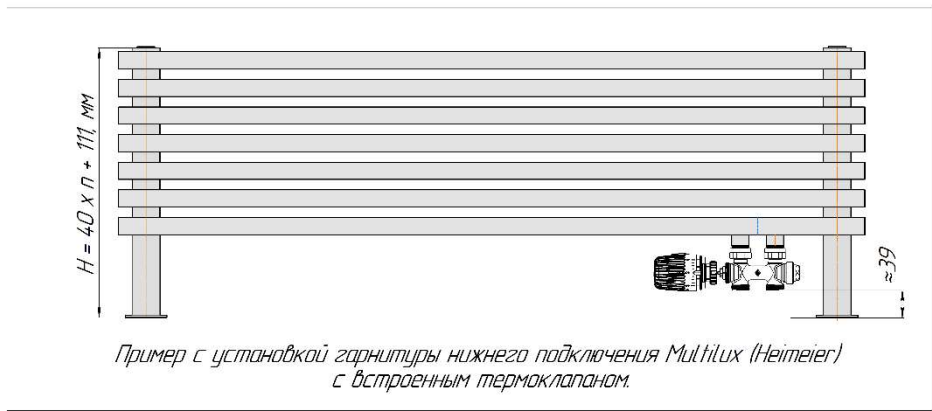 H = 40 x n + 111, мм
≈39
Пример с установкой гарнитуры нижнего подключения Multilux (Heimeier)
с встроенным термоклапаном.